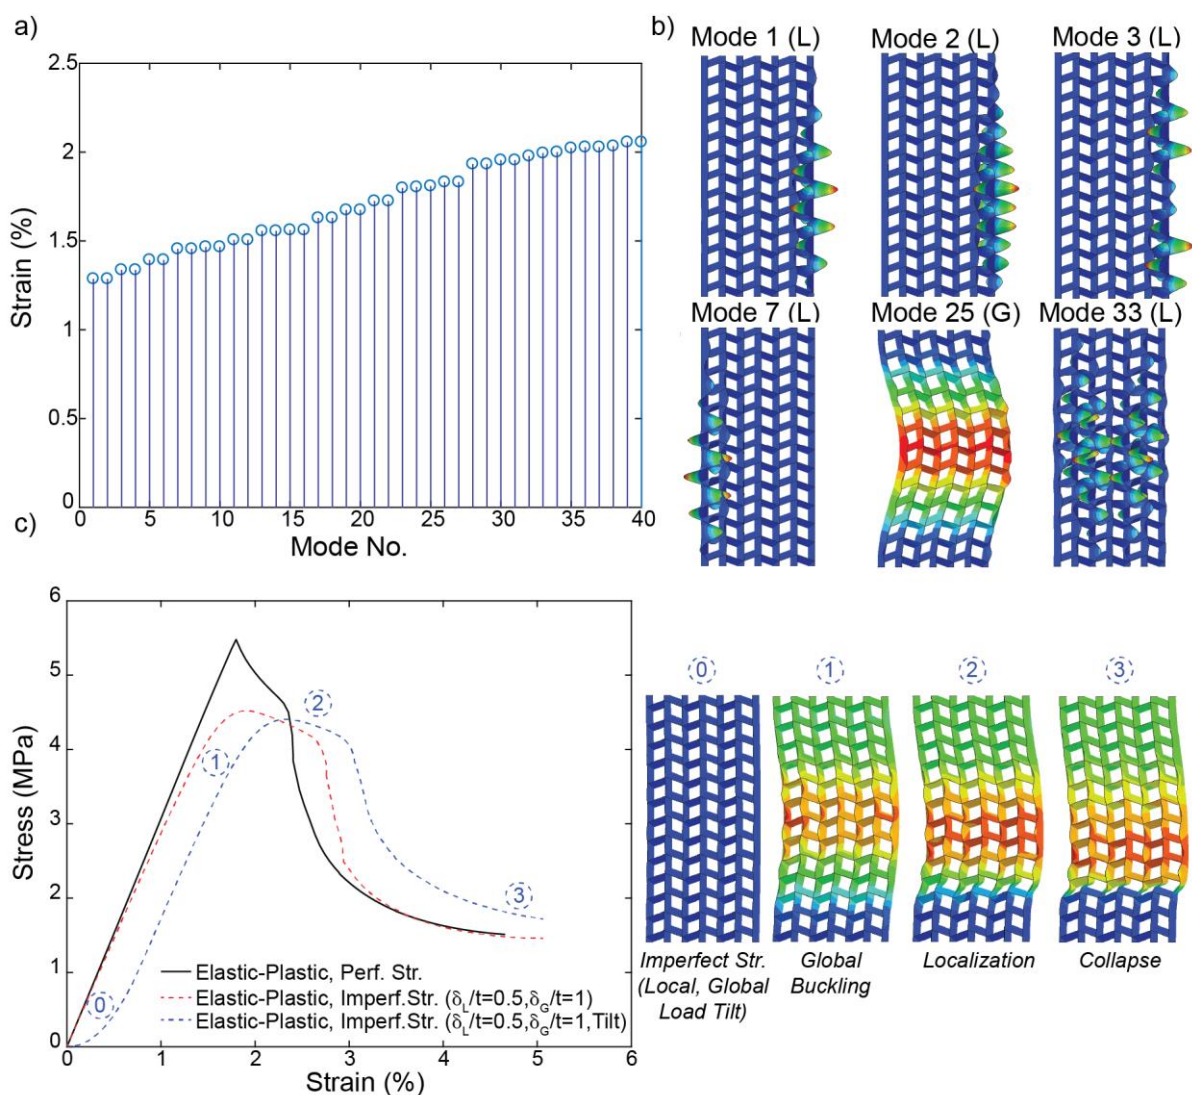 a)
2.5
2
1.5
1
0.5
0
Strain (%)
0 5 10 15 20 25 30 35 40
Mode No.
b)
Mode 1 (L) Mode 2 (L) Mode 3 (L)
Mode 7 (L) Mode 25 (G) Mode 33 (L)
c)
6
5
4
3
2
1
0
Stress (MPa)
0 1 2 3 4 5 6
Strain (%)
0
1
2
3
Elastic-Plastic, Perf. Str.
Elastic-Plastic, Imperf.Str. (δL/t=0.5,δG/t=1)
Elastic-Plastic, Imperf.Str. (δL/t=0.5,δG/t=1,Tilt)
0 1 2 3
Imperfect Str. Global Localization Collapse
(Local, Global Buckling
Load Tilt)